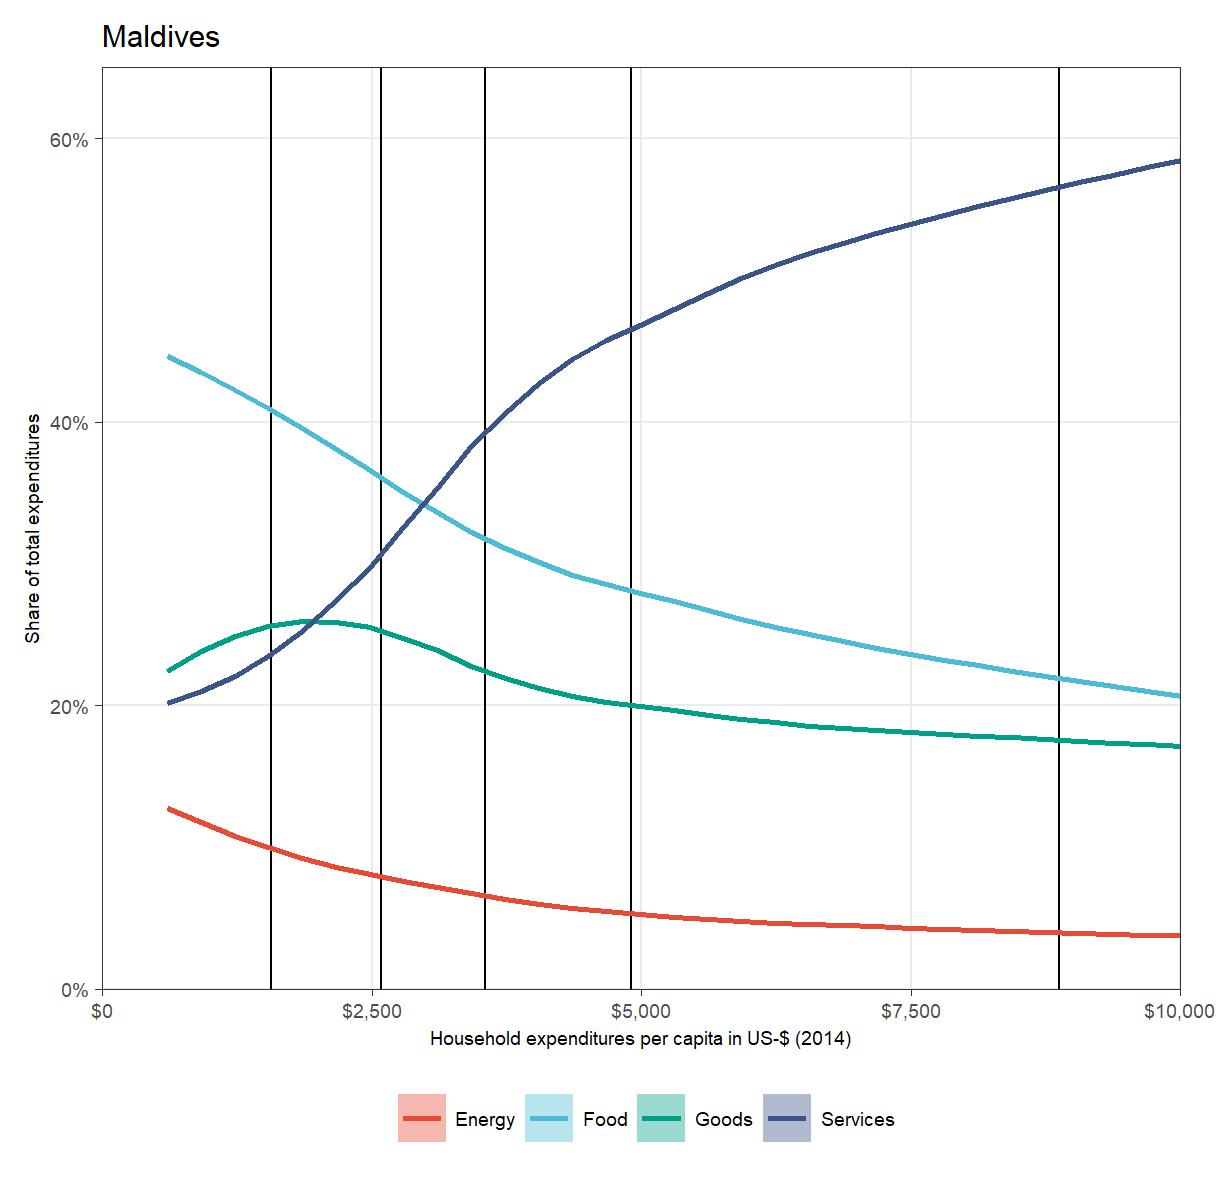 Maldives
60%
40%
20%
0%
Share of total expenditures
$0 $2,500 $5,000 $7,500 $10,000
Household expenditures per capita in US-$ (2014)
Energy Food Goods Services